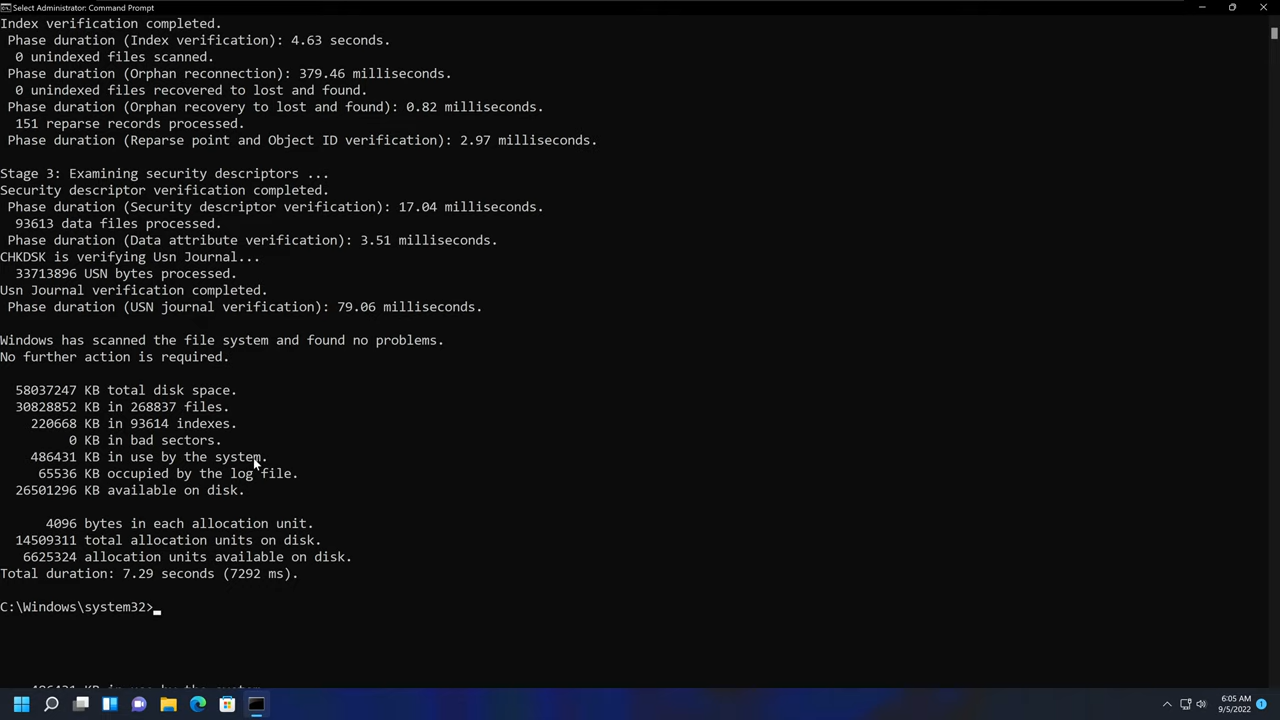 Select Administrator: Command Prompt
Index verification completed.
Phase duration (Index verification): 4.63 seconds.
0 unindexed files scanned.
Phase duration (Orphan reconnection): 379.46 milliseconds.
0 unindexed files recovered to lost and found.
Phase duration (Orphan recovery to lost and found): 0.82 milliseconds.
151 reparse records processed.
Phase duration (Reparse point and Object ID verification): 2.97 milliseconds.
Stage 3: Examining security descriptors ...
Security descriptor verification completed.
Phase duration (Security descriptor verification): 17.04 milliseconds.
93613 data files processed.
Phase duration (Data attribute verification): 3.51 milliseconds.
CHKDSK is verifying Usn Journal...
33713896 USN bytes processed.
Usn Journal verification completed.
Phase duration (USN journal verification): 79.06 milliseconds.
Windows has scanned the file system and found no problems.
No further action is required.
58037247 KB total disk space.
30828852 KB in 268837 files.
220668 KB in 93614 indexes.
0 KB in bad sectors.
486431 KB in use by the system.
65536 KB occupied by the log file.
26501296 KB available on disk.
4096 bytes in each allocation unit.
14509311 total allocation units on disk.
6625324 allocation units available on disk.
Total duration: 7.29 seconds (7292 ms).
C:\Windows\system32>
486431 KB in use by the system
6:05 AM
9/5/2022
1